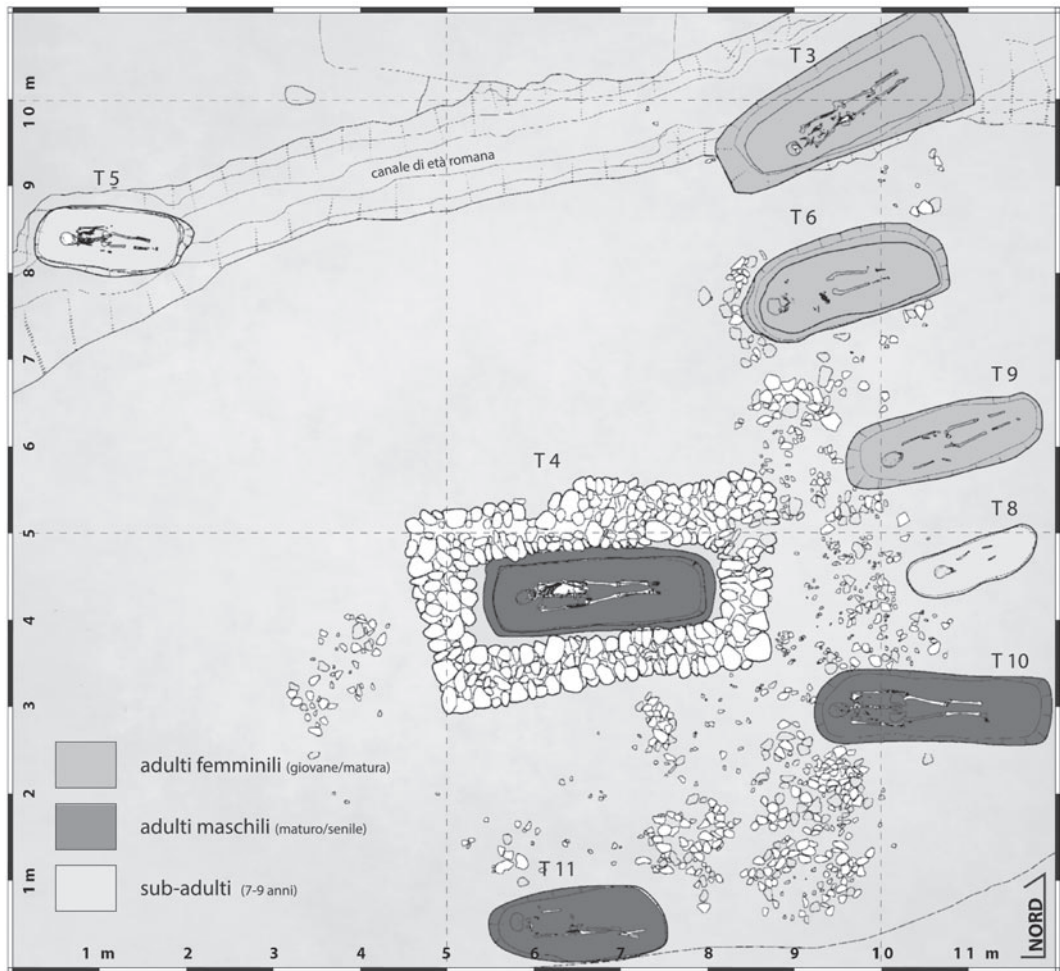 T 3
10 m
canale di età romana
T 5
9
T 6
8
7
T 9
6
T 4
T 8
5
4
T 10
3
adulti femminili (giovane/matura)
2
adulti maschili (maturo/senile)
T 11
1 m
sub-adulti (7-9 anni)
NORD
1 m 2 3 4 5 6 7 8 9 10 11 m